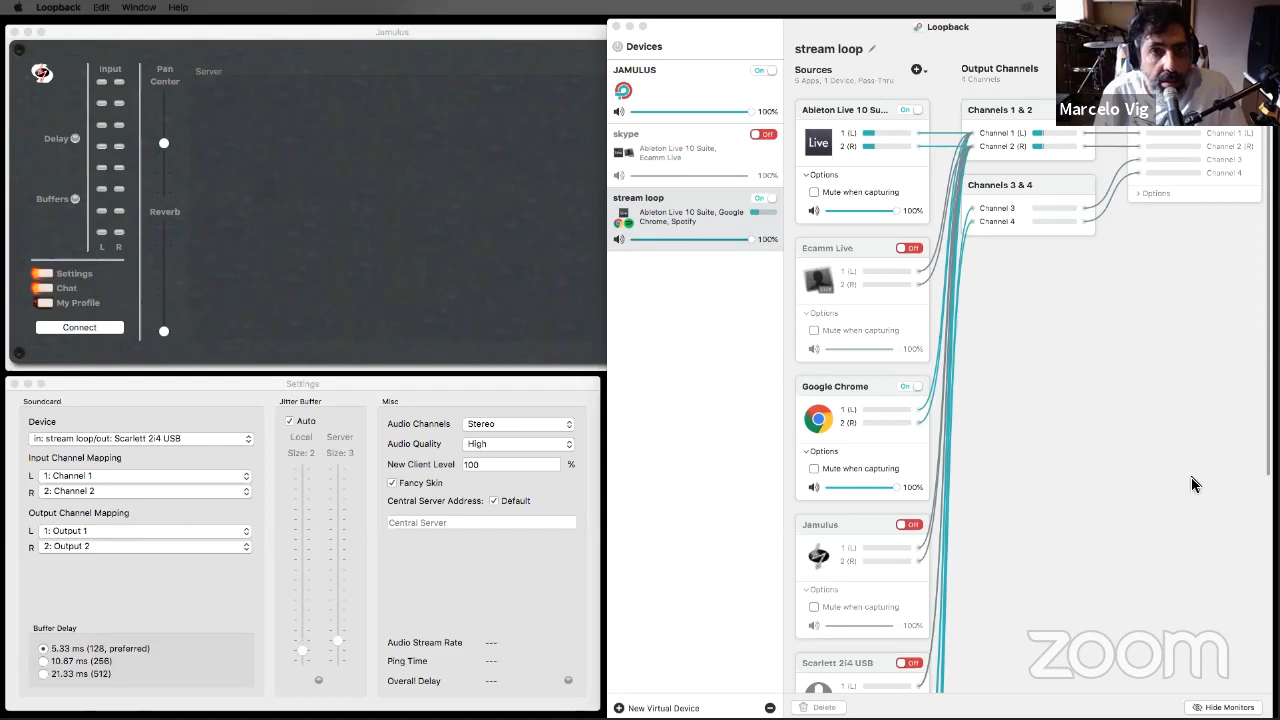 Loopback Edit Window Help
Jamulus
Input
Pan
Center
Server
Delay
Buffers
Reverb
L R
Settings
Chat
My Profile
Connect
Settings
Soundcard
Device
in: stream loop/out: Scarlett 2i4 USB
Input Channel Mapping
L 1: Channel 1
R 2: Channel 2
Output Channel Mapping
L 1: Output 1
R 2: Output 2
Buffer Delay
5.33 ms (128, preferred)
10.67 ms (256)
21.33 ms (512)
Jitter Buffer
Auto
Local Server
Size: 2 Size: 3
Misc
Audio Channels Stereo
Audio Quality High
New Client Level 100 %
Fancy Skin
Central Server Address: Default
Central Server
Audio Stream Rate ---
Ping Time ---
Overall Delay ---
Loopback
Devices
JAMULUS On
100%
skype Off
Ableton Live 10 Suite,
Ecamm Live
100%
stream loop On
Ableton Live 10 Suite, Google
Chrome, Spotify
100%
New Virtual Device
stream loop
Sources
5 Apps, 1 Device, Pass-Thru
Ableton Live 10 Su... On
Live
1 (L)
2 (R)
Options
Mute when capturing
100%
Ecamm Live Off
LIVE
1 (L)
2 (R)
Options
Mute when capturing
100%
Google Chrome On
1 (L)
2 (R)
Options
Mute when capturing
100%
Jamulus Off
1 (L)
2 (R)
Options
Mute when capturing
100%
Scarlett 2i4 USB Off
1 (L)
Delete
Output Channels
4 Channels
Channels 1 & 2
Channel 1 (L)
Channel 2 (R)
Channels 3 & 4
Channel 3
Channel 4
Channel 1 (L)
Channel 2 (R)
Channel 3
Channel 4
Options
Hide Monitors
Marcelo Vig
zoom